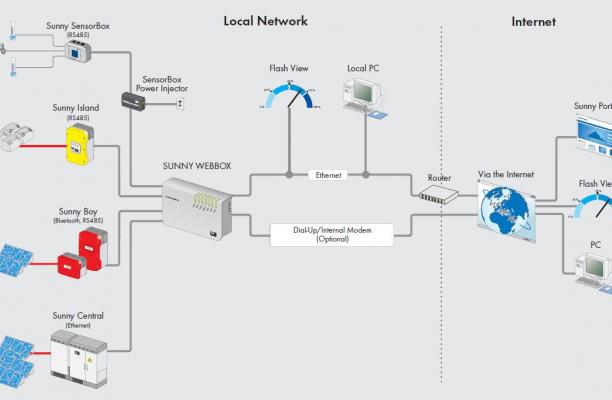 Local Network
Internet
Sunny SensorBox
(RS485)
SensorBox
Power Injector
Flash View
Local PC
Sunny Island
(RS485)
SUNNY WEBBOX
Ethernet
Router
Via the Internet
Sunny Port
Flash View
PC
Sunny Boy
(Bluetooth, RS485)
Dial-Up/Internal Modem
(Optional)
Sunny Central
(Ethernet)